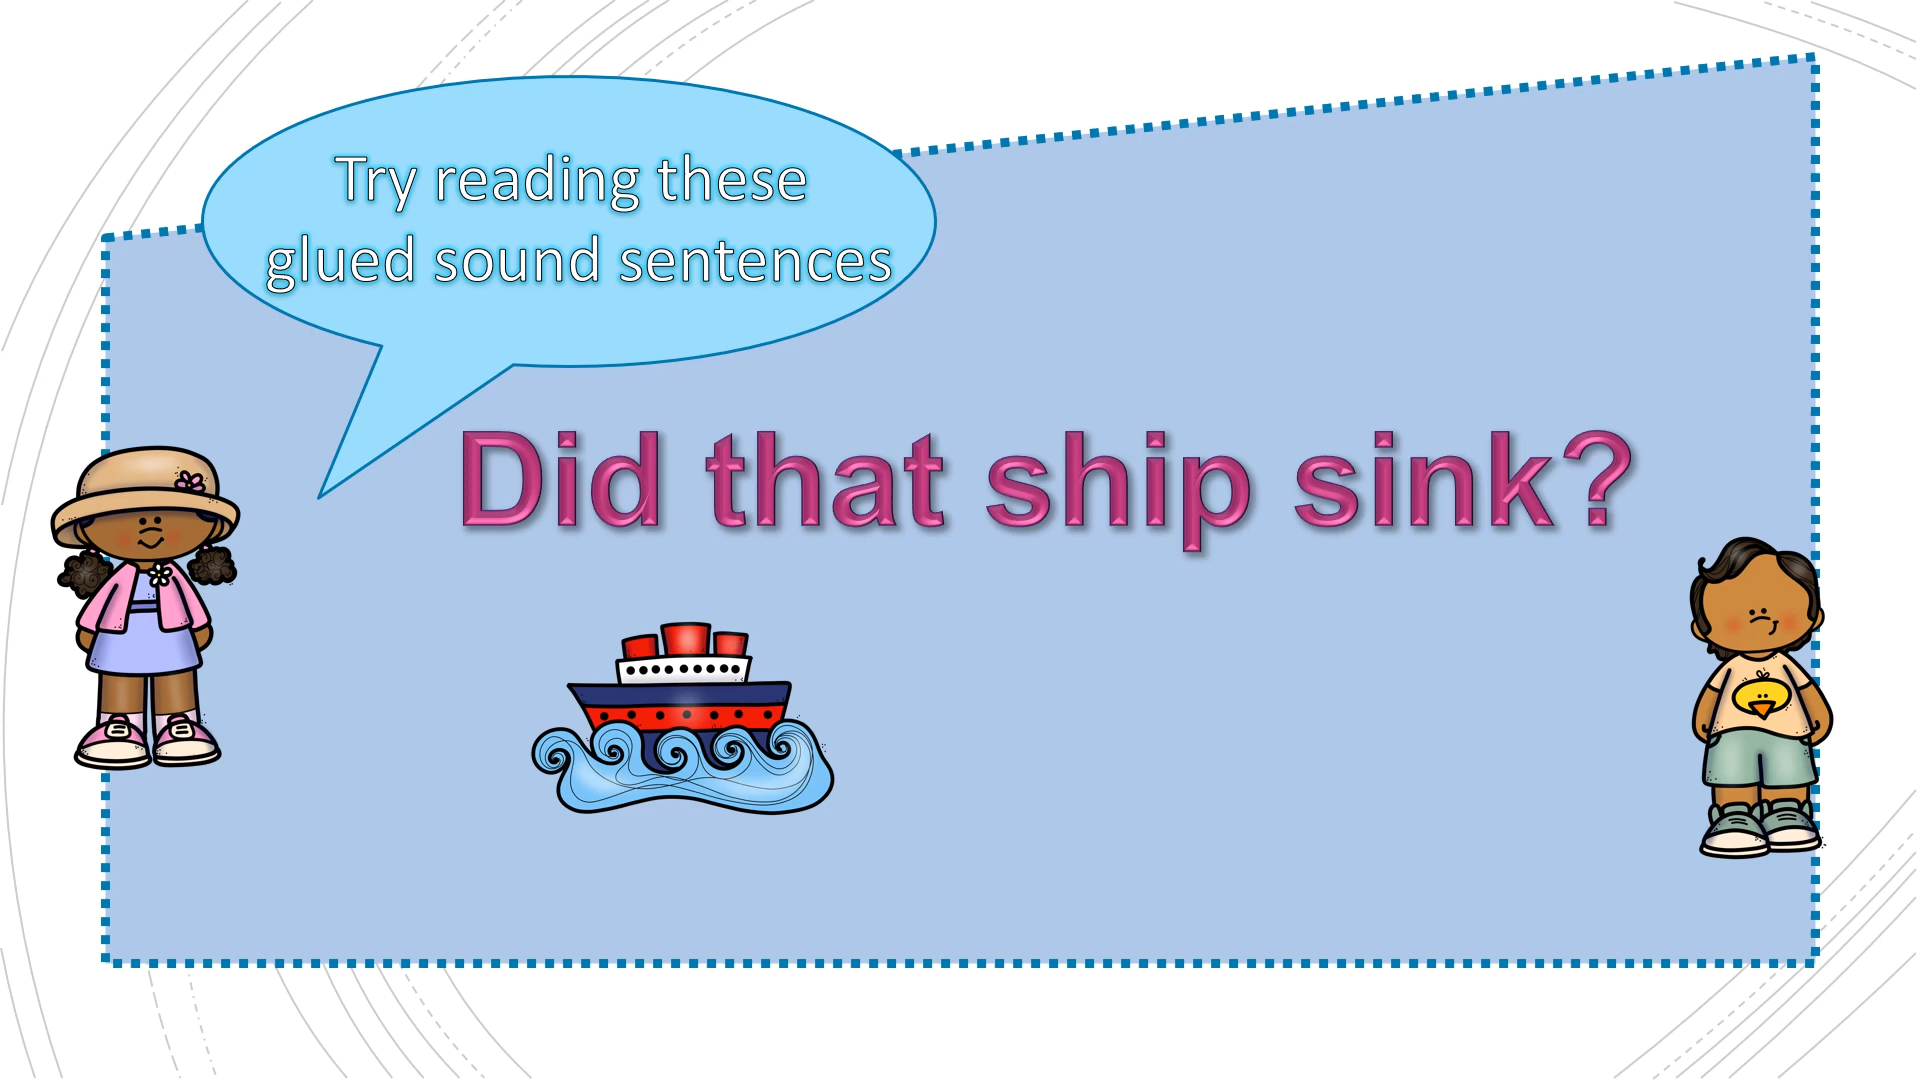 Try reading these
glued sound sentences
Did that ship sink?